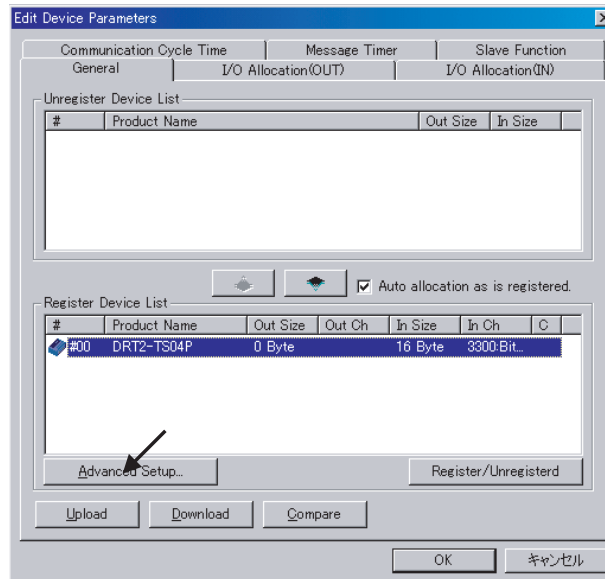 Edit Device Parameters
Communication Cycle Time Message Timer Slave Function
General I/O Allocation(OUT) I/O Allocation(IN)
Unregister Device List
# Product Name Out Size In Size
Auto allocation as is registered.
Register Device List
# Product Name Out Size Out Ch In Size In Ch C
#00 DRT2-TS04P 0 Byte 16 Byte 3300:Bit...
Advanced Setup... Register/Unregisterd
Upload Download Compare
OK キャンセル